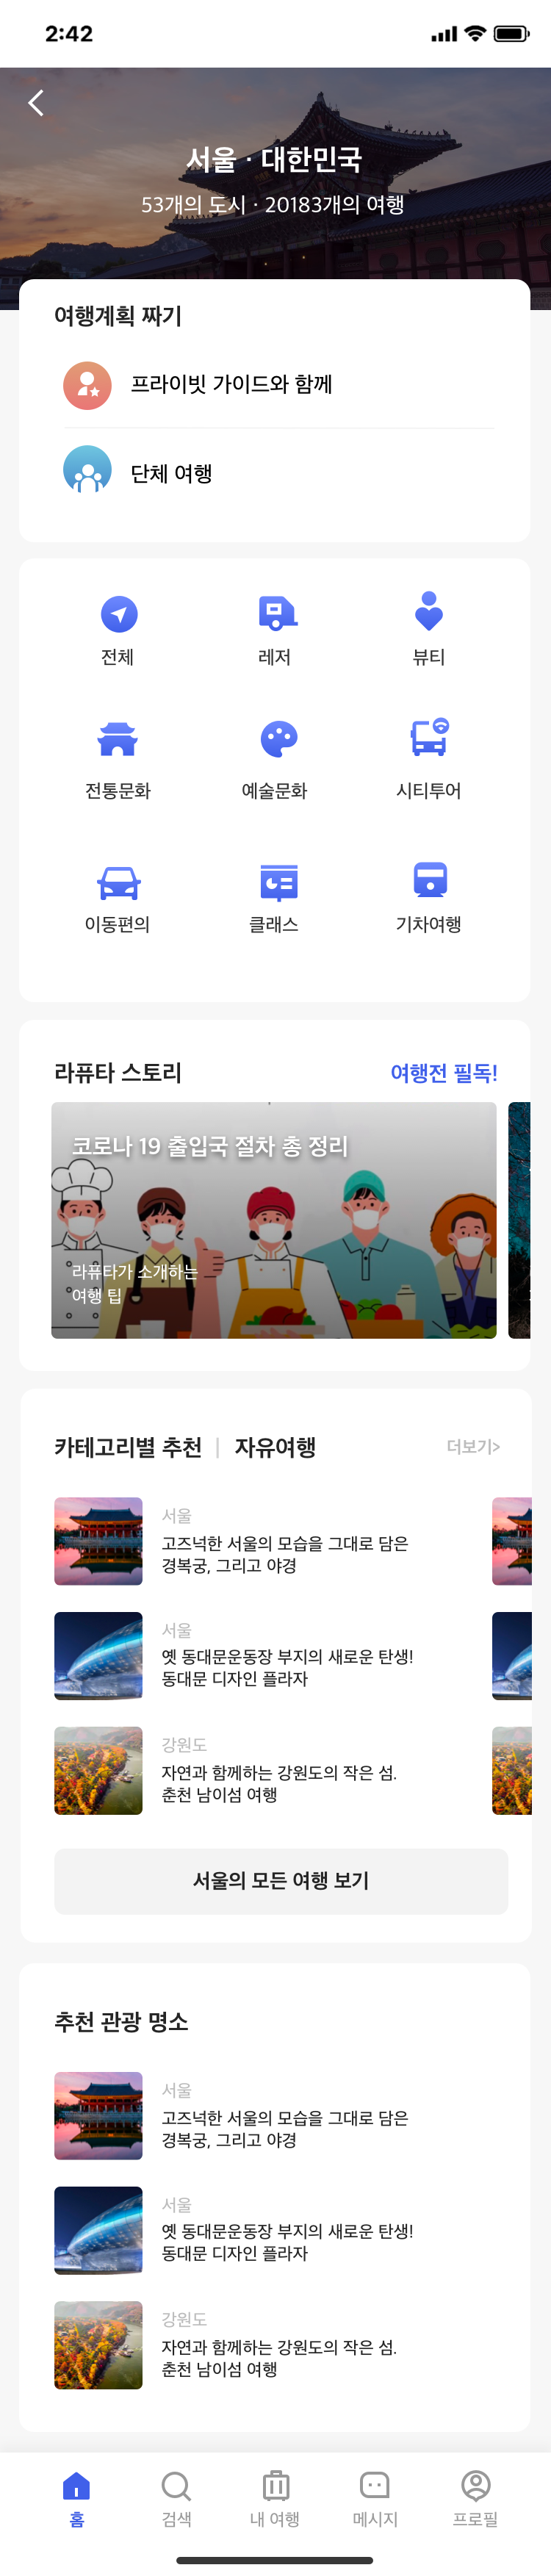 2:42
서울 · 대한민국
53개의 도시 · 20183개의 여행
여행계획 짜기
프라이빗 가이드와 함께
단체 여행
전체
레저
뷰티
전통문화
예술문화
시티투어
이동편의
클래스
기차여행
라퓨타 스토리
여행전 필독!
코로나 19 출입국 절차 총 정리
라퓨타가 소개하는
여행 팁
카테고리별 추천 | 자유여행
더보기>
서울
고즈넉한 서울의 모습을 그대로 담은
경복궁, 그리고 야경
서울
옛 동대문운동장 부지의 새로운 탄생!
동대문 디자인 플라자
강원도
자연과 함께하는 강원도의 작은 섬.
춘천 남이섬 여행
서울의 모든 여행 보기
추천 관광 명소
서울
고즈넉한 서울의 모습을 그대로 담은
경복궁, 그리고 야경
서울
옛 동대문운동장 부지의 새로운 탄생!
동대문 디자인 플라자
강원도
자연과 함께하는 강원도의 작은 섬.
춘천 남이섬 여행
홈
검색
내 여행
메시지
프로필